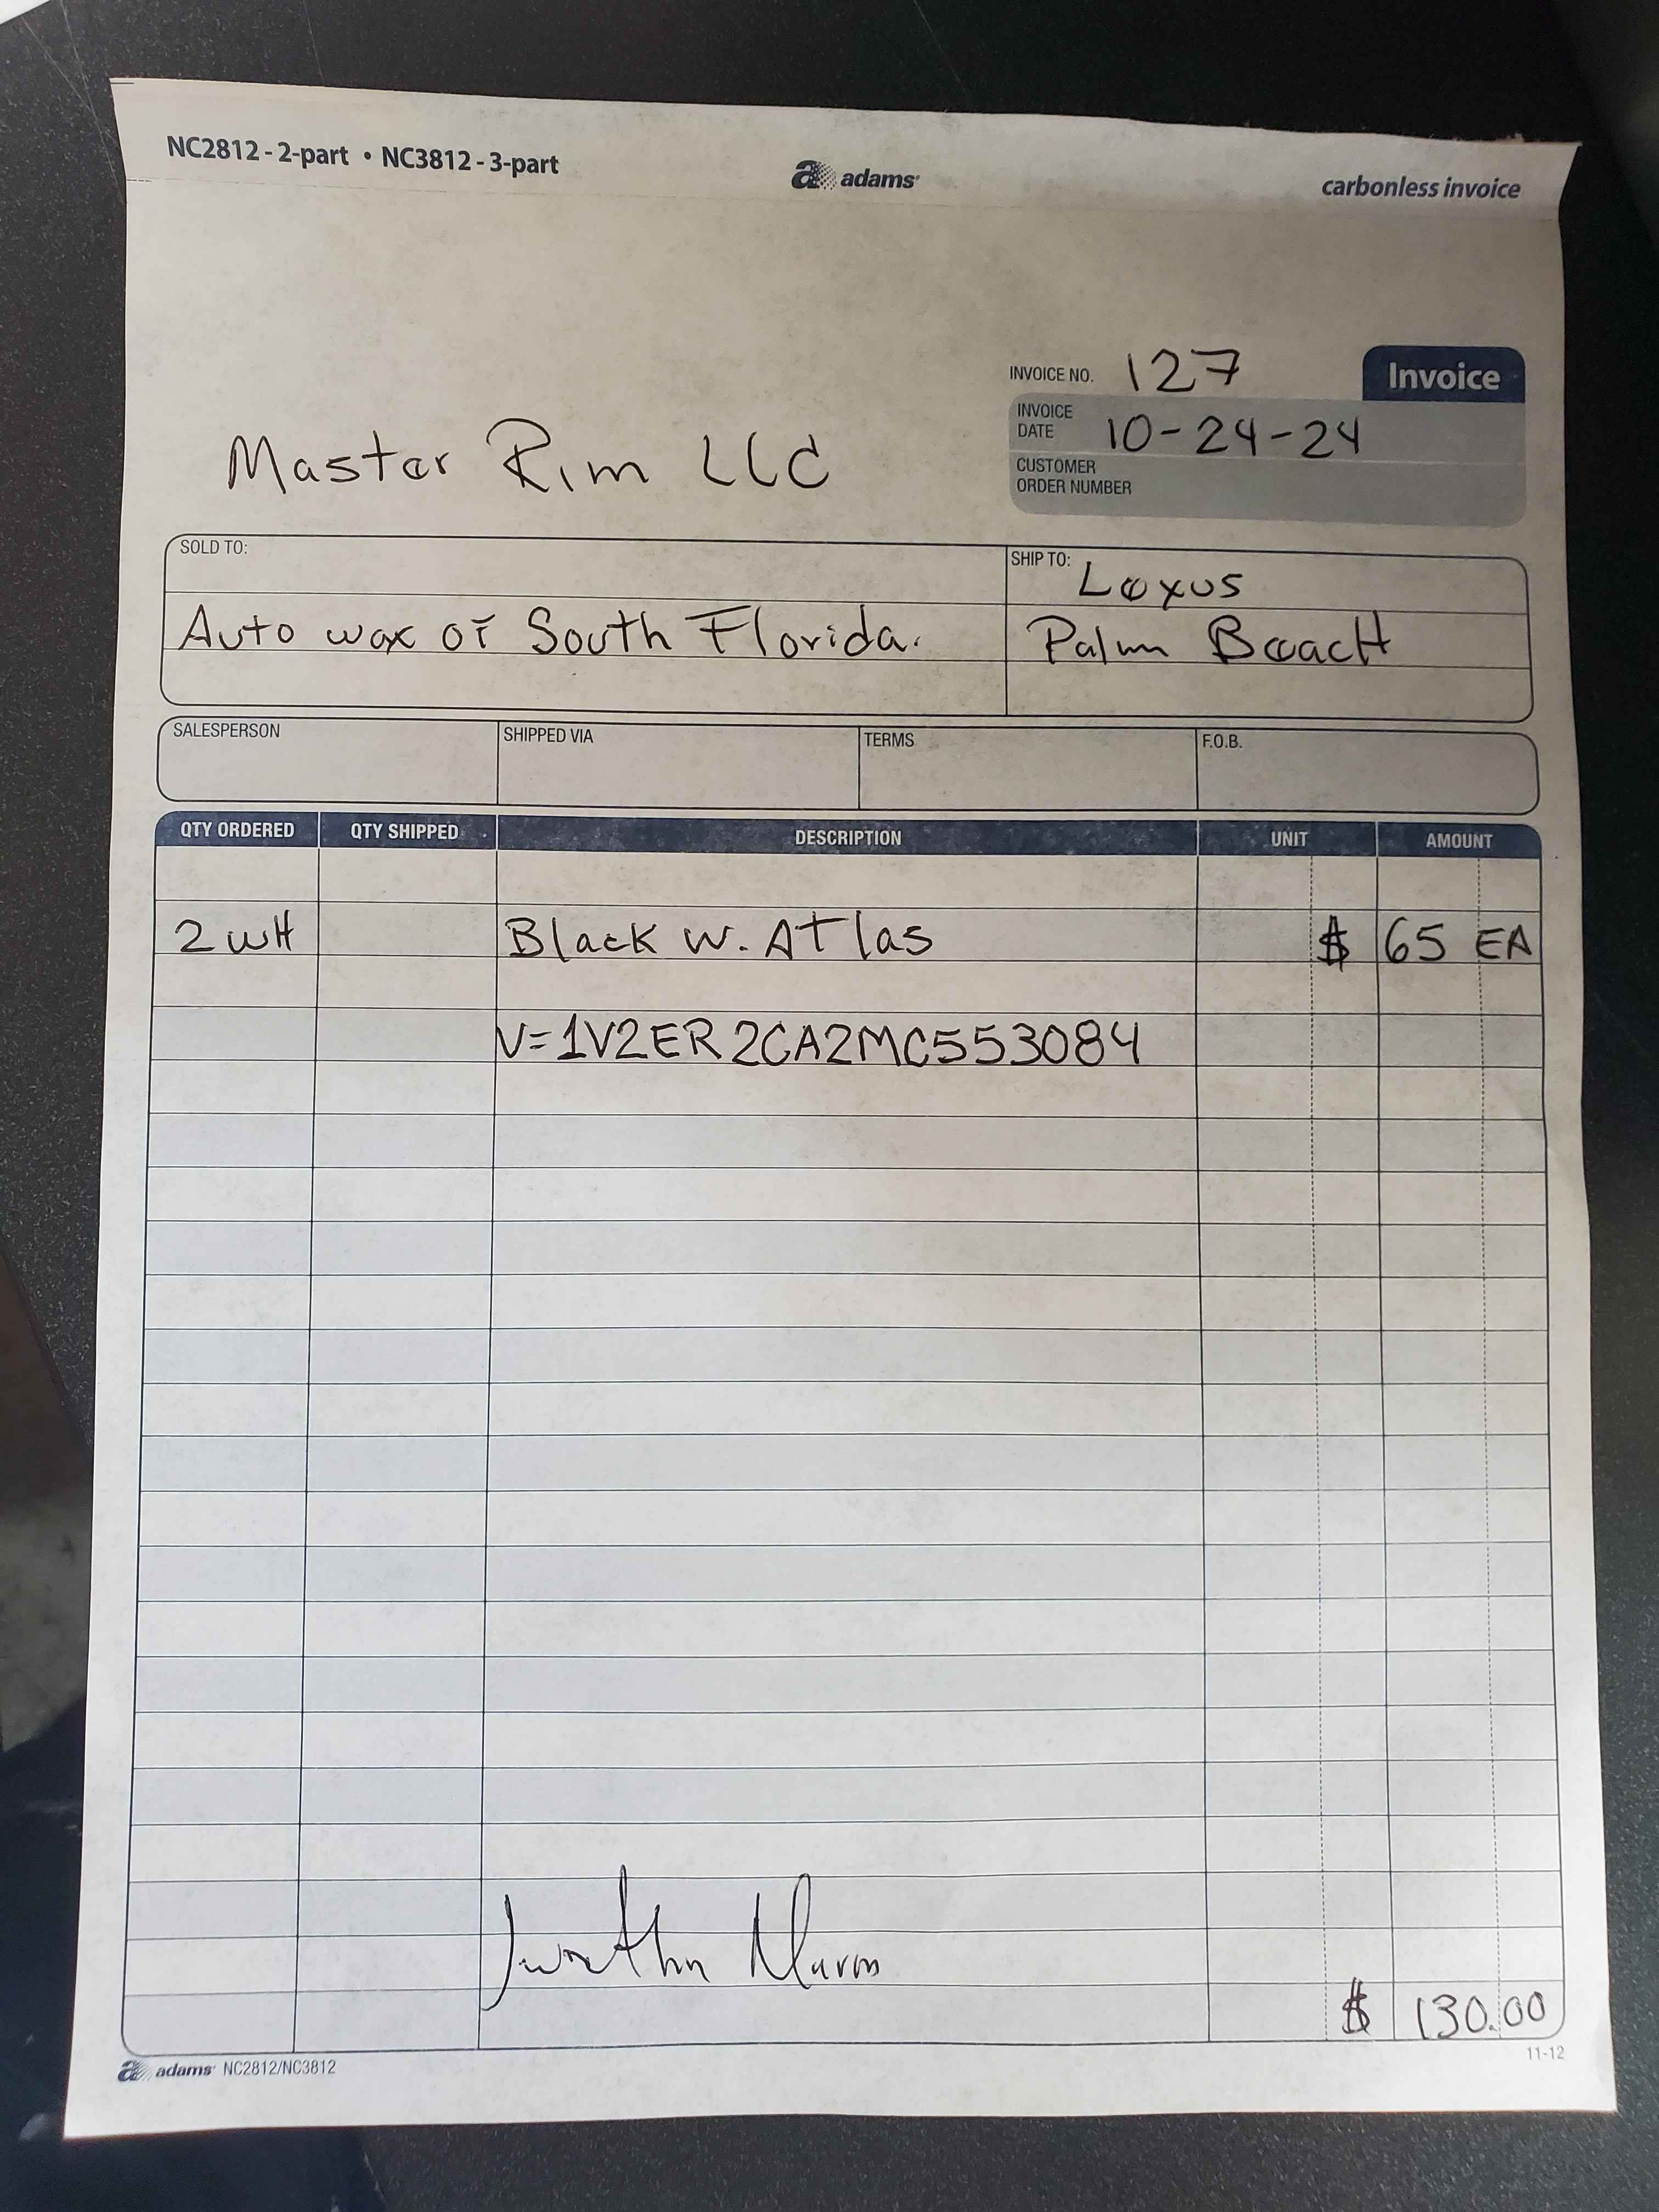 NC2812 - 2-part • NC3812 - 3-part
adams
carbonless invoice
INVOICE NO. 127
Invoice
INVOICE DATE 10-24-24
CUSTOMER ORDER NUMBER
Master Rim LLC
SOLD TO:
Auto wax of South Florida.
SHIP TO: Lexus
Palm BeacH
SALESPERSON SHIPPED VIA TERMS F.O.B.
QTY ORDERED QTY SHIPPED DESCRIPTION UNIT AMOUNT
2 wH Black W. Atlas $ 65 EA
V=1V2ER2CA2MC553084
$ 130.00
adams NC2812/NC3812
11-12